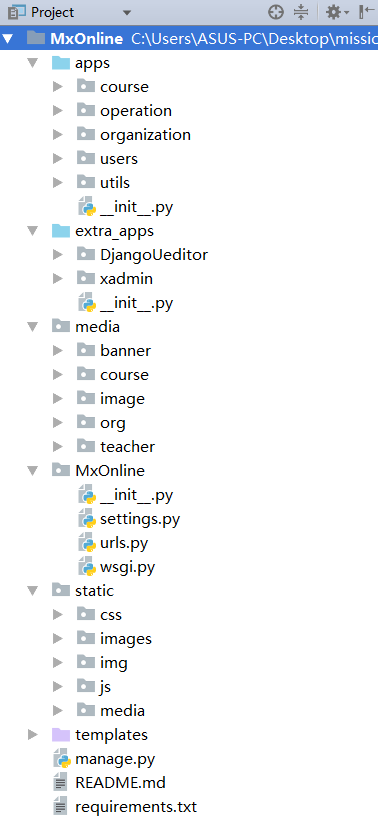 Project
MxOnline C:\Users\ASUS-PC\Desktop\missic
apps
course
operation
organization
users
utils
__init__.py
extra_apps
DjangoUeditor
xadmin
__init__.py
media
banner
course
image
org
teacher
MxOnline
__init__.py
settings.py
urls.py
wsgi.py
static
css
images
img
js
media
templates
manage.py
README.md
requirements.txt